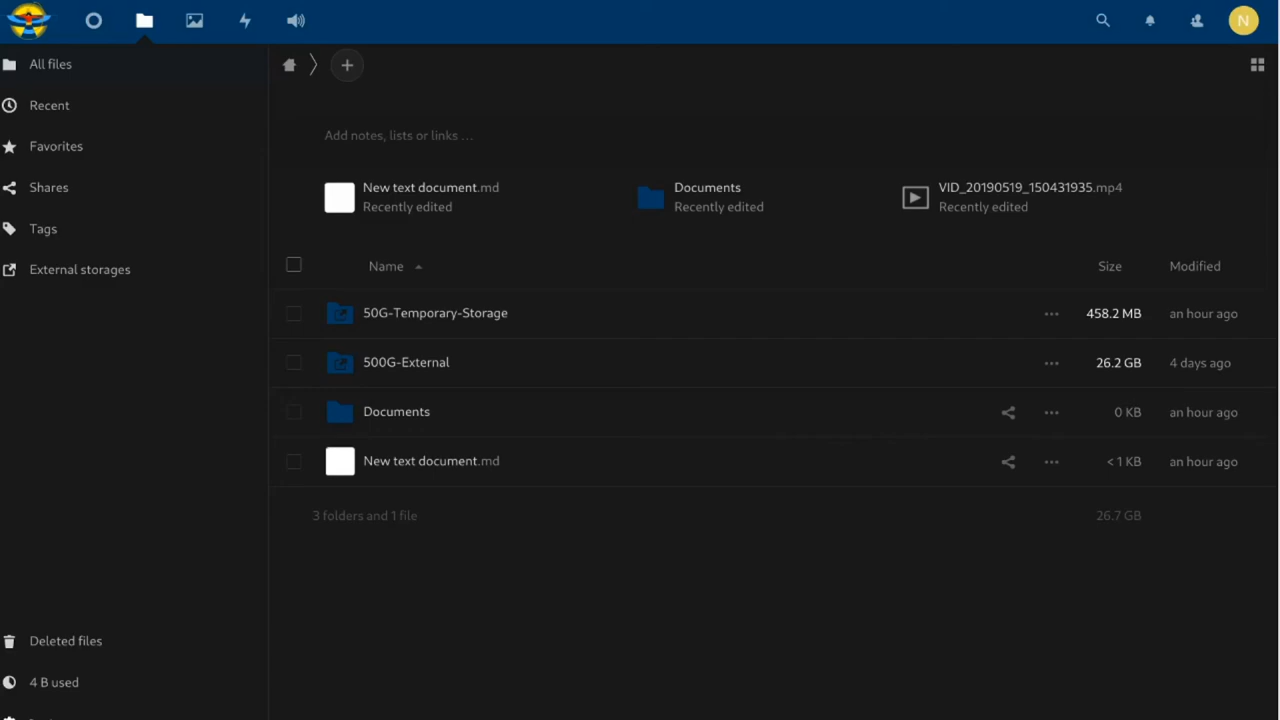 N
All files
Recent
Favorites
Shares
Tags
External storages
Add notes, lists or links ...
New text document.md
Recently edited
Documents
Recently edited
VID_20190519_150431935.mp4
Recently edited
Name Size Modified
50G-Temporary-Storage ... 458.2 MB an hour ago
500G-External ... 26.2 GB 4 days ago
Documents ... 0 KB an hour ago
New text document.md ... < 1 KB an hour ago
3 folders and 1 file 26.7 GB
Deleted files
4 B used